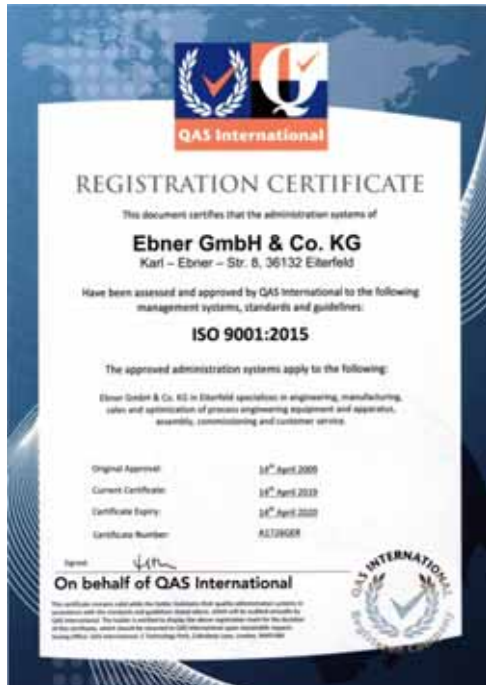 QAS International
REGISTRATION CERTIFICATE
This document certifies that the administration systems of
Ebner GmbH & Co. KG
Karl – Ebner – Str. 8, 36132 Eiterfeld
Have been assessed and approved by QAS International to the following
management systems, standards and guidelines:
ISO 9001:2015
The approved administration systems apply to the following:
Ebner GmbH & Co. KG in Eiterfeld specializes in engineering, manufacturing,
sales and optimization of process engineering equipment and apparatus,
assembly, commissioning and customer service.
Original Approval: 14th April 2009
Current Certificate: 14th April 2019
Certificate Expiry: 14th April 2020
Certificate Number: A1726GER
Signed:
On behalf of QAS International
QAS INTERNATIONAL
Registered Company